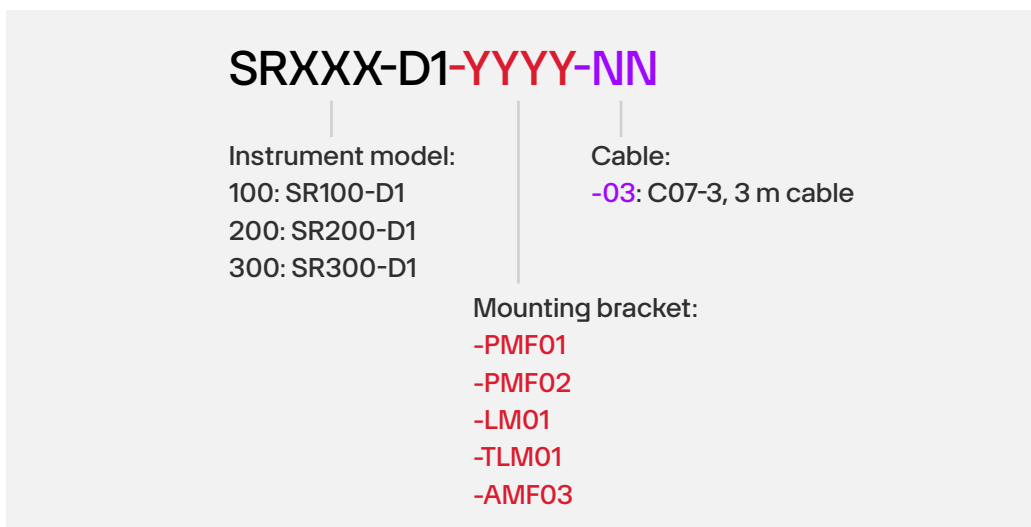 SRXXX-D1-YYYY-NN
Instrument model:
100: SR100-D1
200: SR200-D1
300: SR300-D1
Cable:
-03: C07-3, 3 m cable
Mounting bracket:
-PMF01
-PMF02
-LM01
-TLM01
-AMF03